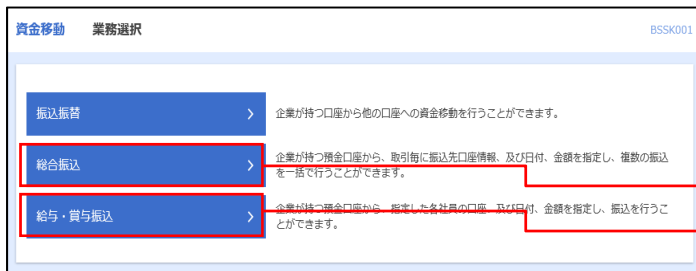 資金移動 業務選択 BSSK001
振込振替 企業が持つ口座から他の口座への資金移動を行うことができます。
総合振込 企業が持つ預金口座から、取引毎に振込先口座情報、及び日付、金額を指定し、複数の振込
を一括で行うことができます。
給与・賞与振込 企業が持つ預金口座から、指定した各社員の口座、及び日付、金額を指定し、振込を行うこ
とができます。